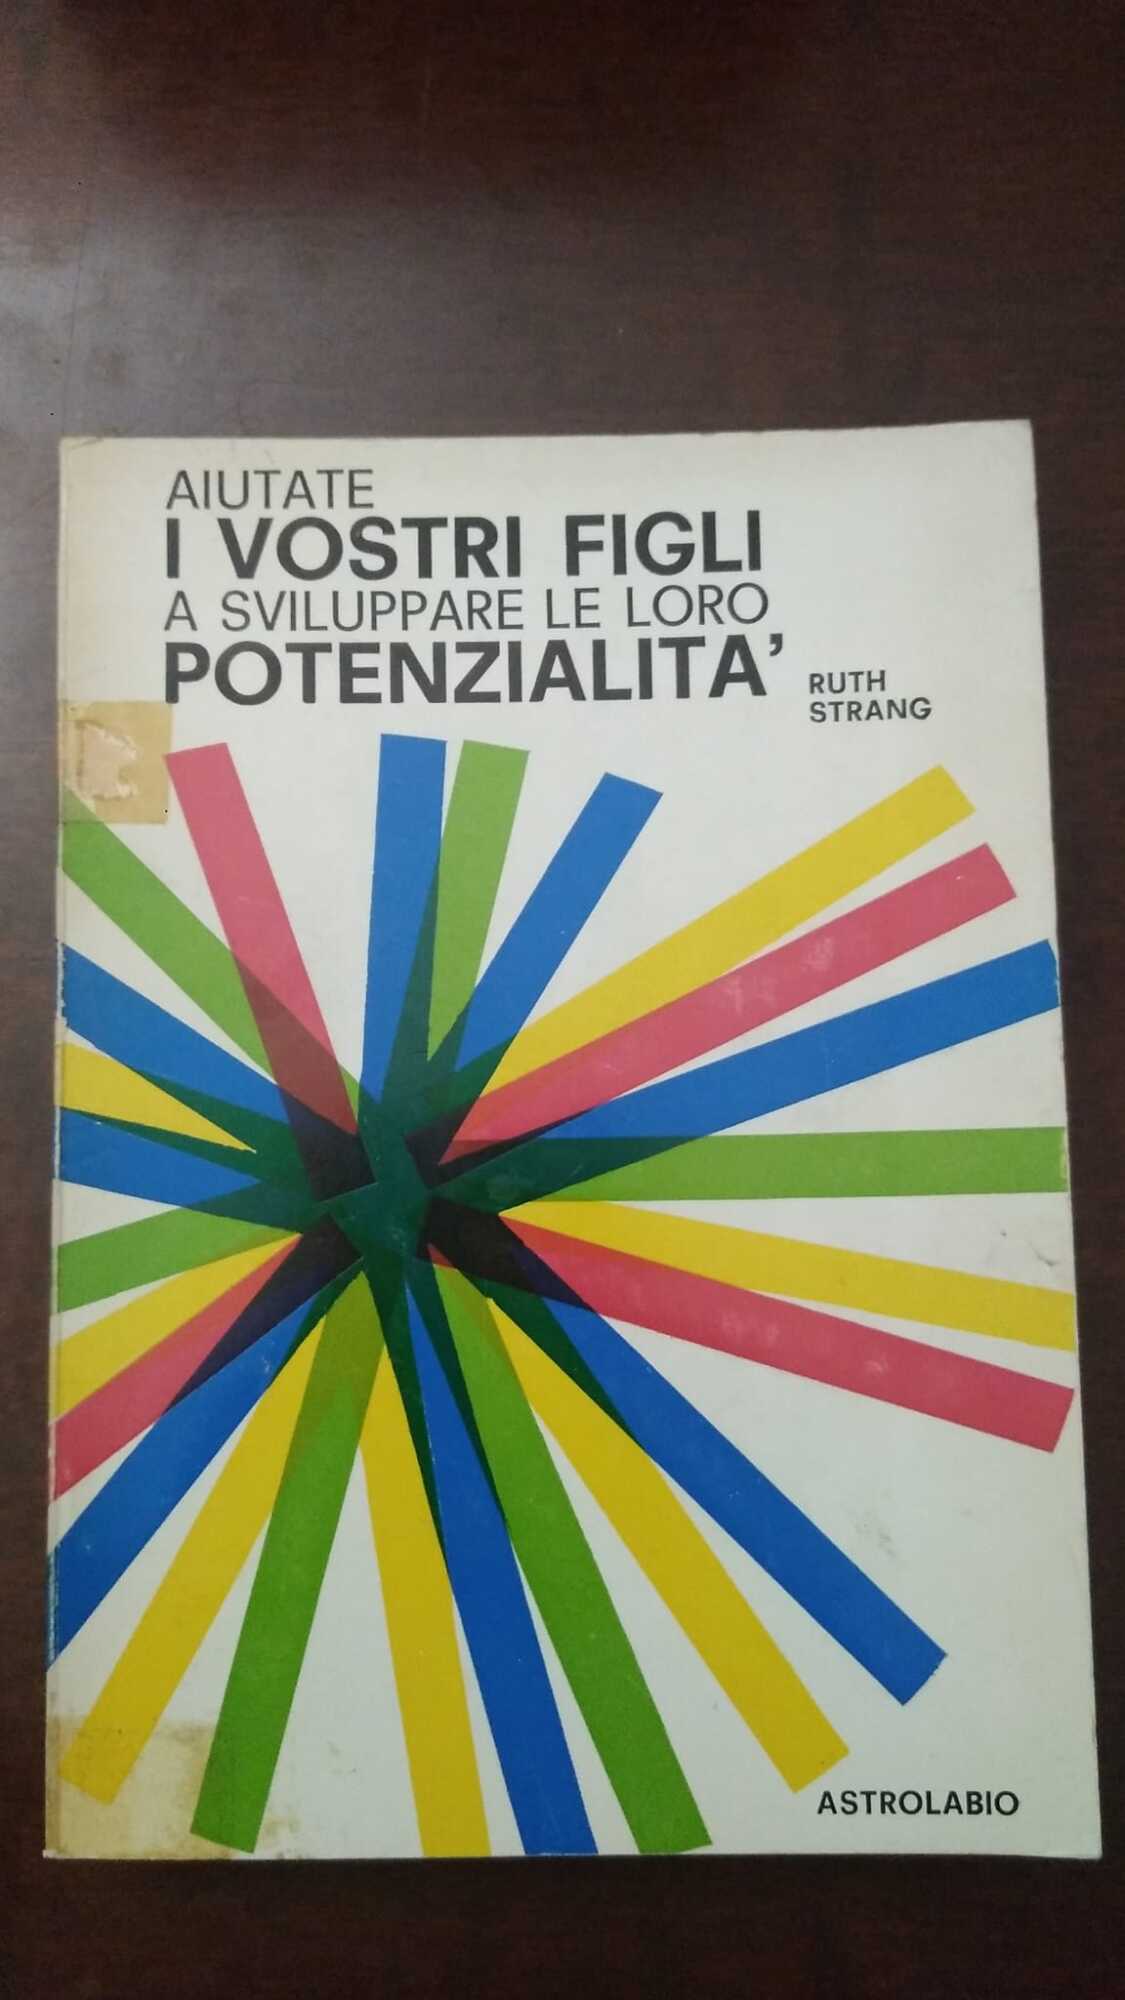 AIUTATE
I VOSTRI FIGLI
A SVILUPPARE LE LORO
POTENZIALITA'
RUTH
STRANG
ASTROLABIO